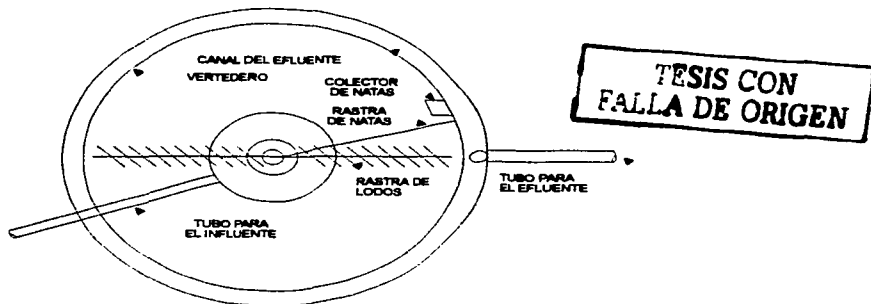 CANAL DEL EFLUENTE
VERTEDERO
COLECTOR
DE NATAS
RASTRA
DE NATAS
TESIS CON
FALLA DE ORIGEN
RASTRA DE
LODOS
TUBO PARA
EL EFLUENTE
TUBO PARA
EL INFLUENTE